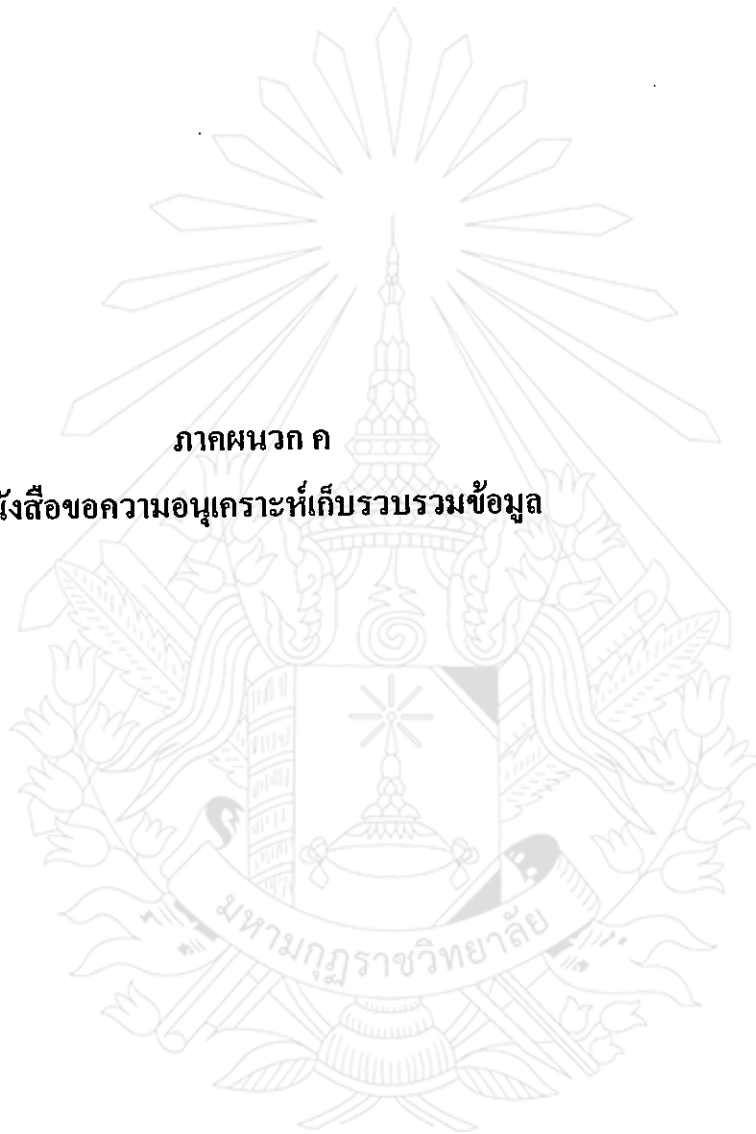 ภาคผนวก ค
ังสือขอความอนุเคราะห์เก็บรวบรวมข้อมูล
มหามกุฏราชวิทยาลัย